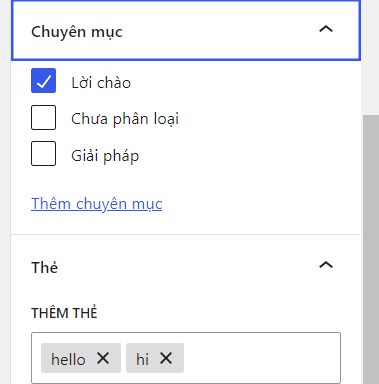 Chuyên mục
Lời chào
Chưa phân loại
Giải pháp
Thêm chuyên mục
Thẻ
THÊM THẺ
hello
hi